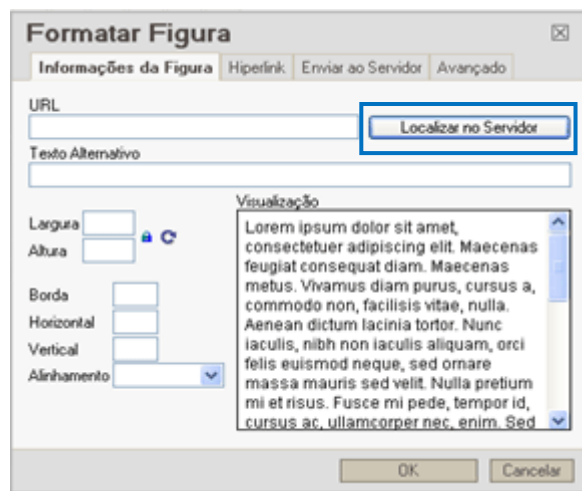 Formatar Figura
Informações da Figura Hiperlink Enviar ao Servidor Avançado
URL
Localizar no Servidor
Texto Alternativo
Largura
Altura
Borda
Horizontal
Vertical
Alinhamento
Visualização
Lorem ipsum dolor sit amet,
consectetuer adipiscing elit. Maecenas
feugiat consequat diam. Maecenas
metus. Vivamus diam purus, cursus a,
commodo non, facilisis vitae, nulla.
Aenean dictum lacinia tortor. Nunc
iaculis, nibh non iaculis aliquam, orci
felis euismod neque, sed ornare
massa mauris sed velit. Nulla pretium
mi et risus. Fusce mi pede, tempor id,
cursus ac, ullamcorper nec, enim. Sed
OK Cancelar